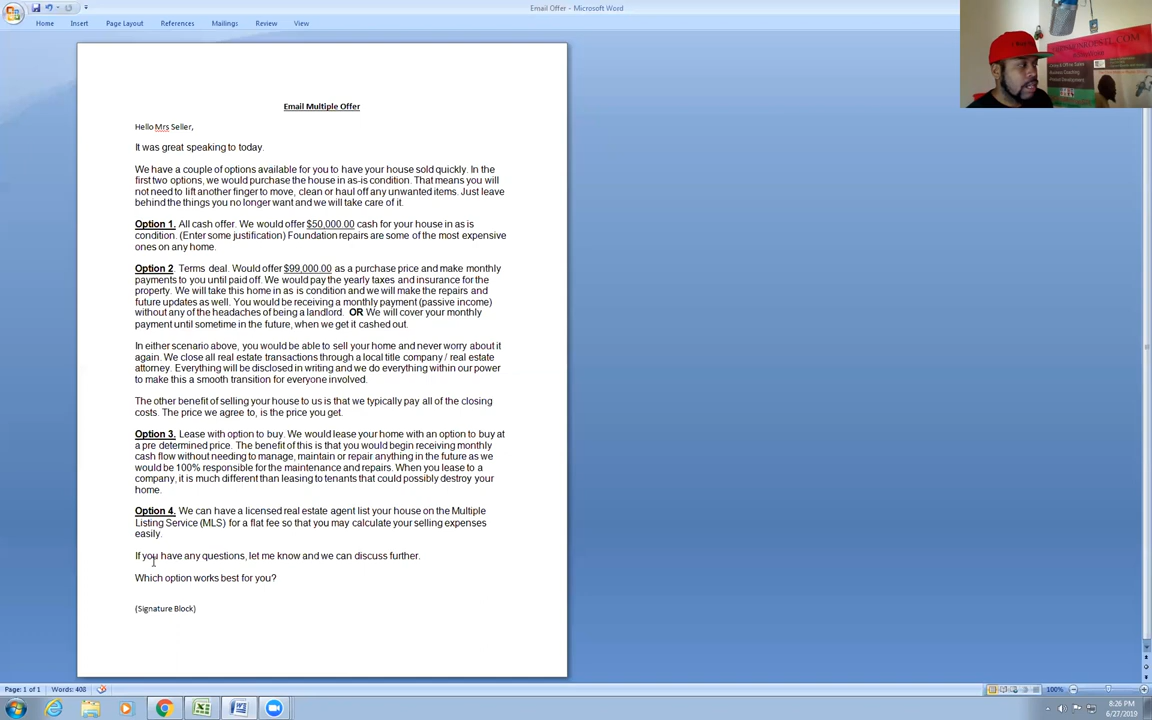 Email Offer - Microsoft Word
Home Insert Page Layout References Mailings Review View
Email Multiple Offer
Hello Mrs Seller,
It was great speaking to today.
We have a couple of options available for you to have your house sold quickly. In the
first two options, we would purchase the house in as-is condition. That means you will
not need to lift another finger to move, clean or haul off any unwanted items. Just leave
behind the things you no longer want and we will take care of it.
Option 1. All cash offer. We would offer $50,000.00 cash for your house in as is
condition. (Enter some justification) Foundation repairs are some of the most expensive
ones on any home.
Option 2. Terms deal. Would offer $99,000.00 as a purchase price and make monthly
payments to you until paid off. We would pay the yearly taxes and insurance for the
property. We will take this home in as is condition and we will make the repairs and
future updates as well. You would be receiving a monthly payment (passive income)
without any of the headaches of being a landlord. OR We will cover your monthly
payment until sometime in the future, when we get it cashed out.
In either scenario above, you would be able to sell your home and never worry about it
again. We close all real estate transactions through a local title company / real estate
attorney. Everything will be disclosed in writing and we do everything within our power
to make this a smooth transition for everyone involved.
The other benefit of selling your house to us is that we typically pay all of the closing
costs. The price we agree to, is the price you get.
Option 3. Lease with option to buy. We would lease your home with an option to buy at
a pre determined price. The benefit of this is that you would begin receiving monthly
cash flow without needing to manage, maintain or repair anything in the future as we
would be 100% responsible for the maintenance and repairs. When you lease to a
company, it is much different than leasing to tenants that could possibly destroy your
home.
Option 4. We can have a licensed real estate agent list your house on the Multiple
Listing Service (MLS) for a flat fee so that you may calculate your selling expenses
easily.
If you have any questions, let me know and we can discuss further.
Which option works best for you?
(Signature Block)
Page: 1 of 1 Words: 408
100%
8:26 PM
6/27/2019